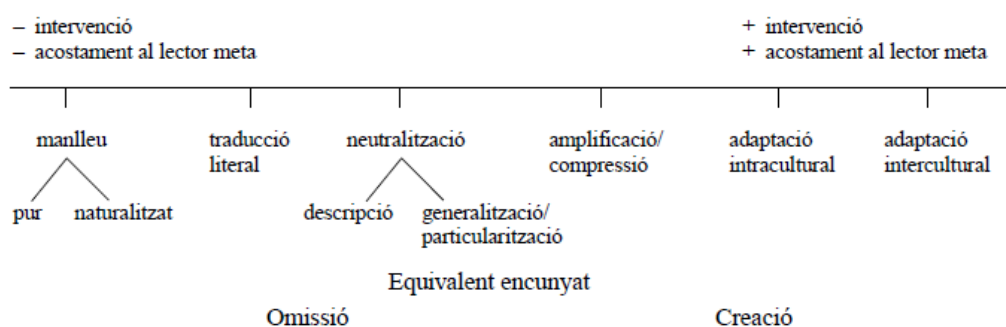 – intervenció
– acostament al lector meta
+ intervenció
+ acostament al lector meta
manlleu
traducció
literal
neutralització
amplificació/
compressió
adaptació
intracultural
adaptació
intercultural
pur
naturalitzat
descripció
generalització/
particularització
Equivalent encunyat
Omissió
Creació